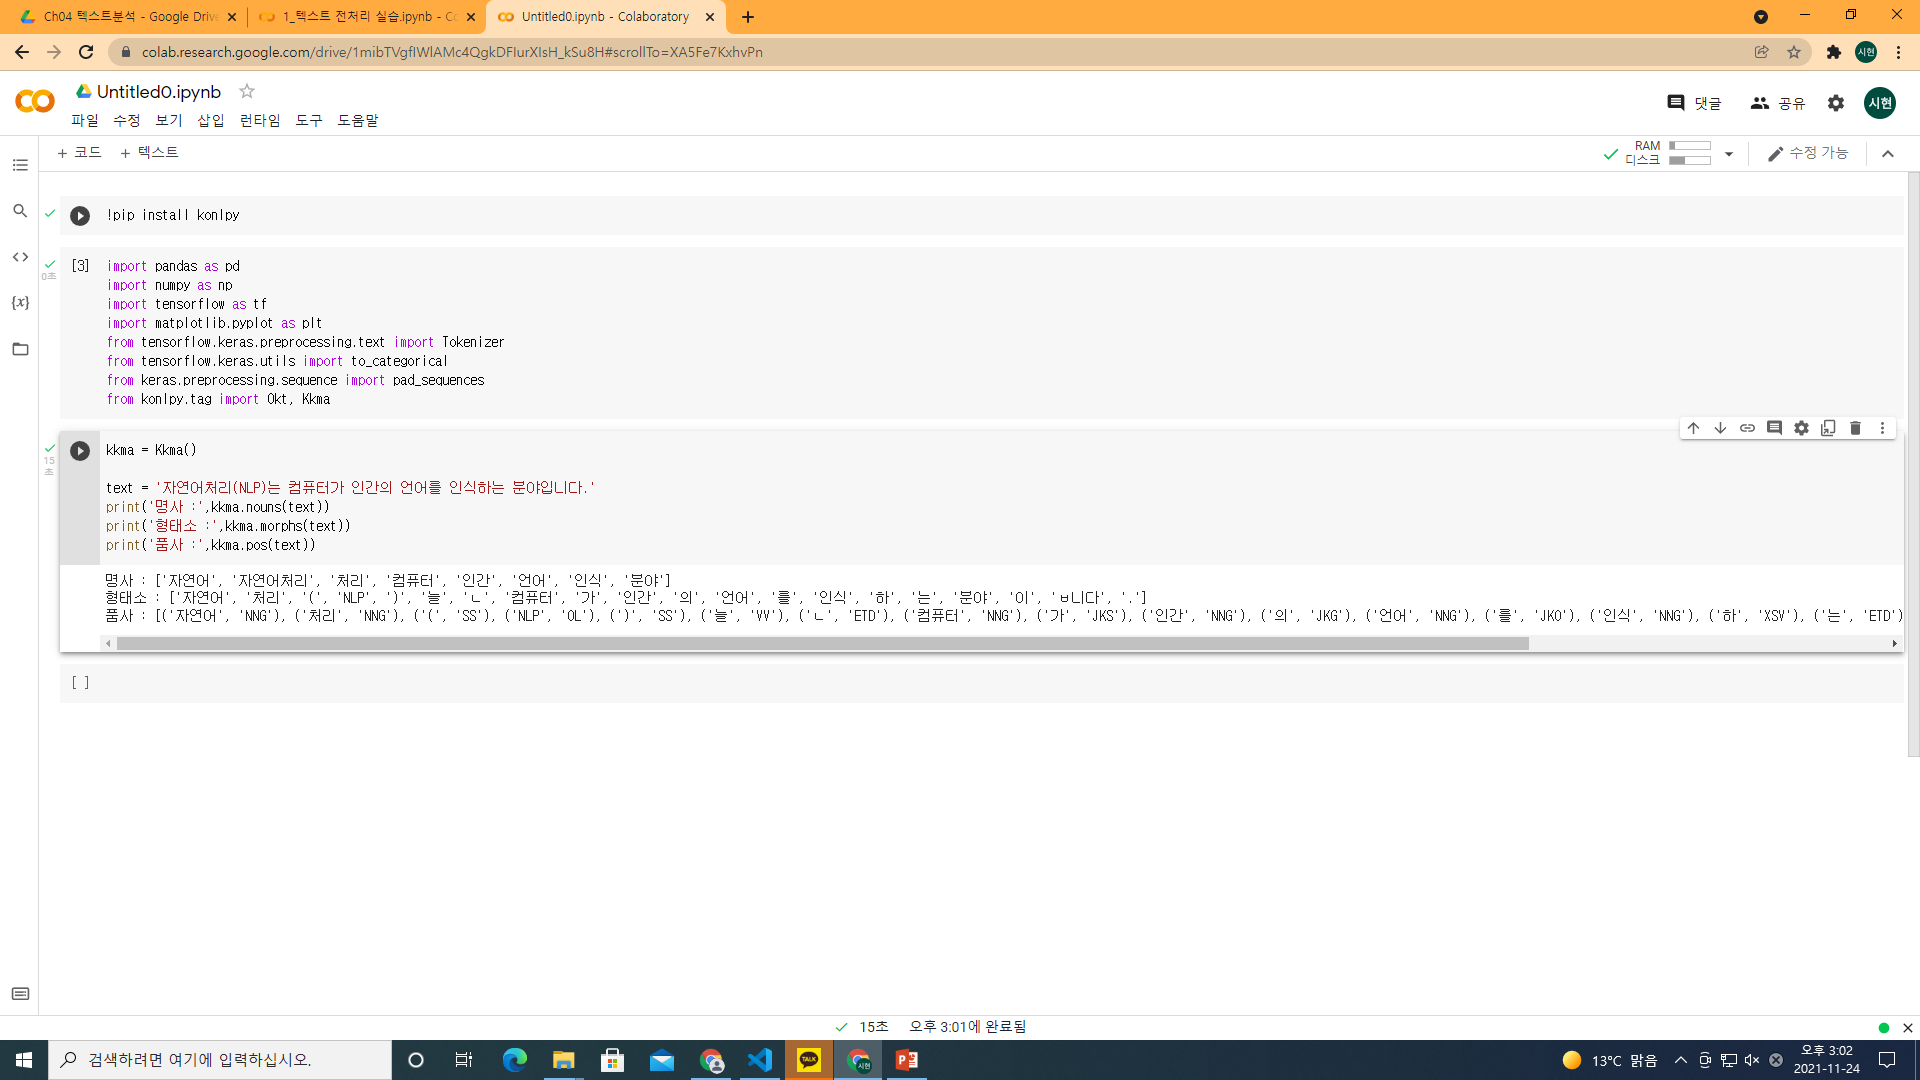 Ch04 텍스트분석 - Google Drive
1_텍스트 전처리 실습.ipynb - Co
Untitled0.ipynb - Colaboratory
colab.research.google.com/drive/1mibTVgfIWlAMc4QgkDFIurXIsH_kSu8H#scrollTo=XA5Fe7KxhvPn
시현
Untitled0.ipynb
파일 수정 보기 삽입 런타임 도구 도움말
댓글 공유 시현
+ 코드 + 텍스트
RAM
디스크
수정 가능
!pip install konlpy
0초
[3] import pandas as pd
import numpy as np
import tensorflow as tf
import matplotlib.pyplot as plt
from tensorflow.keras.preprocessing.text import Tokenizer
from tensorflow.keras.utils import to_categorical
from keras.preprocessing.sequence import pad_sequences
from konlpy.tag import Okt, Kkma
15
초
kkma = Kkma()
text = '자연어처리(NLP)는 컴퓨터가 인간의 언어를 인식하는 분야입니다.'
print('명사 :',kkma.nouns(text))
print('형태소 :',kkma.morphs(text))
print('품사 :',kkma.pos(text))
명사 : ['자연어', '자연어처리', '처리', '컴퓨터', '인간', '언어', '인식', '분야']
형태소 : ['자연어', '처리', '(', 'NLP', ')', '늘', 'ㄴ', '컴퓨터', '가', '인간', '의', '언어', '를', '인식', '하', '는', '분야', '이', 'ㅂ니다', '.']
품사 : [('자연어', 'NNG'), ('처리', 'NNG'), ('(', 'SS'), ('NLP', 'OL'), (')', 'SS'), ('늘', 'VV'), ('ㄴ', 'ETD'), ('컴퓨터', 'NNG'), ('가', 'JKS'), ('인간', 'NNG'), ('의', 'JKG'), ('언어', 'NNG'), ('를', 'JKO'), ('인식', 'NNG'), ('하', 'XSV'), ('는', 'ETD')
[ ]
15초 오후 3:01에 완료됨
검색하려면 여기에 입력하십시오.
TALK
시현
13°C 맑음
오후 3:02
2021-11-24